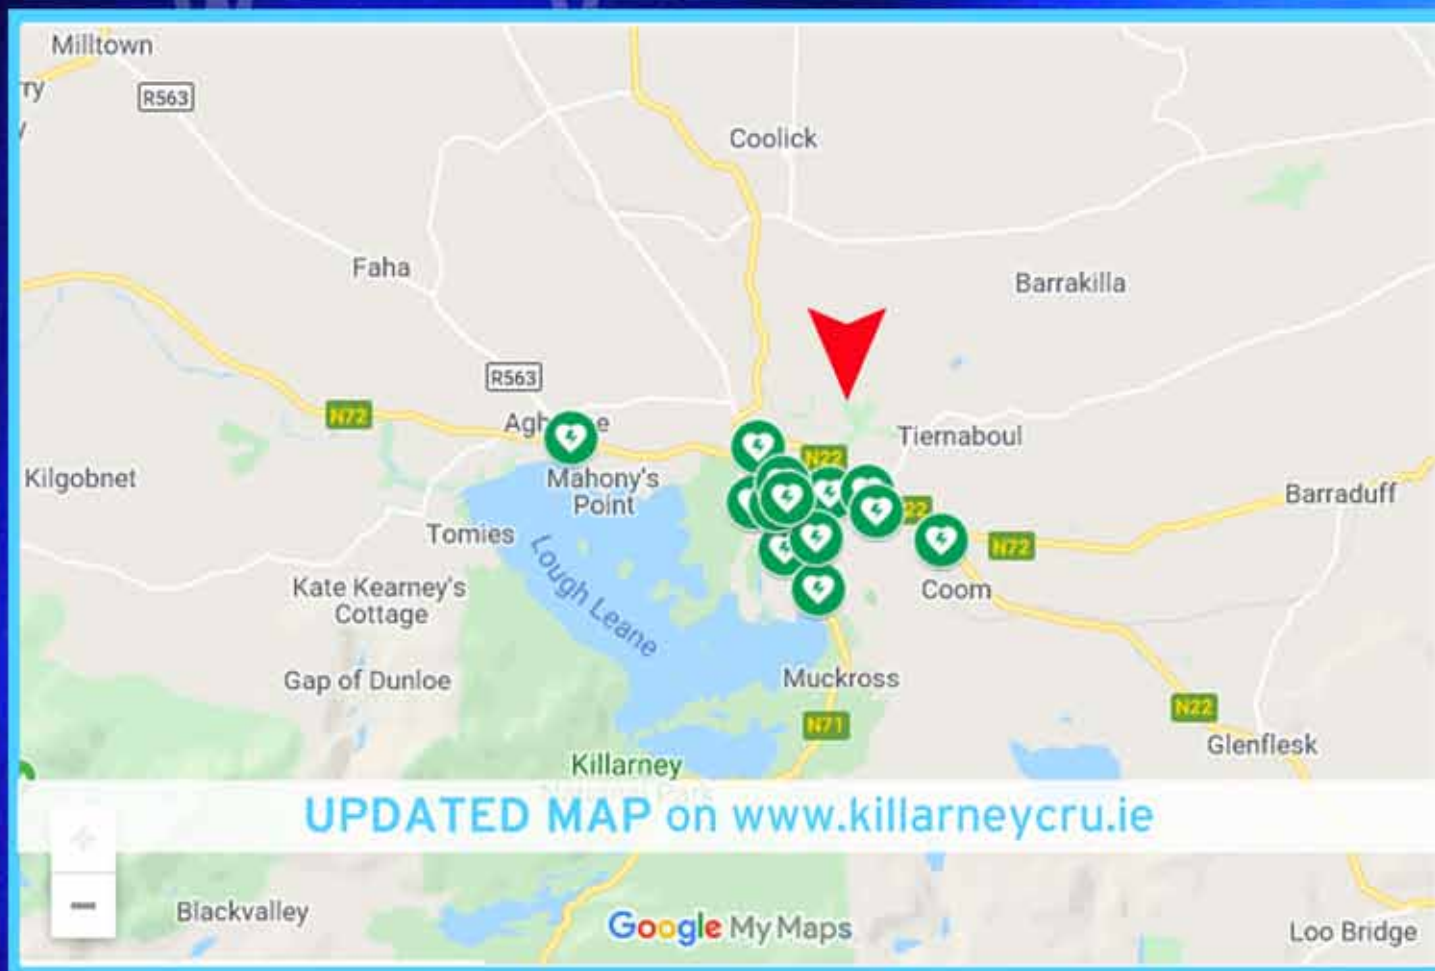 Milltown
R563
ry
y
Coolick
Faha
Barrakilla
R563
N72
Tiernaboul
N22
Kilgobnet
Mahony's
Point
Barraduff
Tomies
N72
Lough Leane
Kate Kearney's
Cottage
Coom
Gap of Dunloe
Muckross
N22
N71
Glenflesk
Killarney
UPDATED MAP on www.killarneycru.ie
Blackvalley
Google My Maps
Loo Bridge